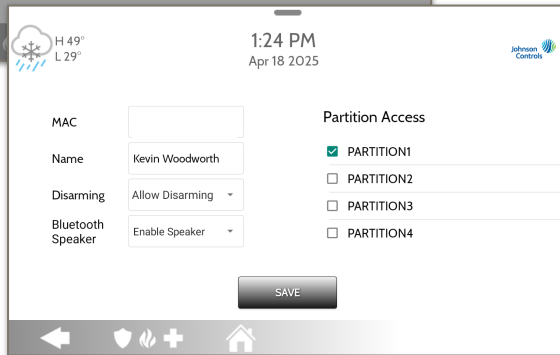 H 49°
L 29°
1:24 PM
Apr 18 2025
Johnson
Controls
MAC
Name
Kevin Woodworth
Disarming
Allow Disarming
Bluetooth
Speaker
Enable Speaker
Partition Access
PARTITION1
PARTITION2
PARTITION3
PARTITION4
SAVE